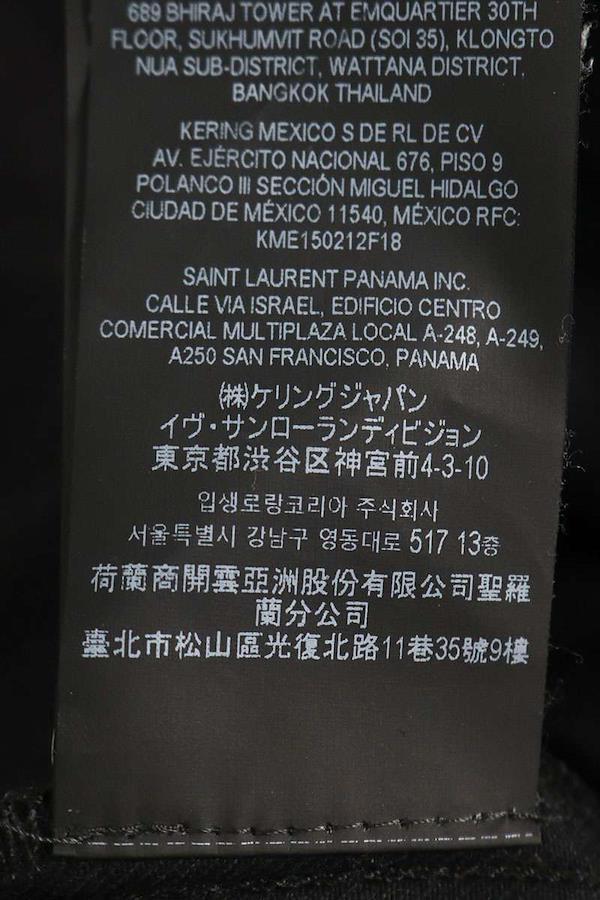 689 BHIRAJ TOWER AT EMQUARTIER 30TH
FLOOR, SUKHUMVIT ROAD (SOI 35), KLONGTO
NUA SUB-DISTRICT, WATTANA DISTRICT.
BANGKOK THAILAND
KERING MEXICO S DE RL DE CV
AV. EJÉRCITO NACIONAL 676, PISO 9
POLANCO III SECCIÓN MIGUEL HIDALGO
CIUDAD DE MÉXICO 11540, MÉXICO RFC:
KME150212F18
SAINT LAURENT PANAMA INC.
CALLE VIA ISRAEL, EDIFICIO CENTRO
COMERCIAL MULTIPLAZA LOCAL A-248, A-249,
A250 SAN FRANCISCO, PANAMA
㈱ケリングジャパン
イヴ・サンローランディビジョン
東京都渋谷区神宮前4-3-10
입생로랑코리아 주식회사
서울특별시 강남구 영동대로 517 13층
荷蘭商開雲亞洲股份有限公司聖羅
蘭分公司
臺北市松山區光復北路11巷35號9樓